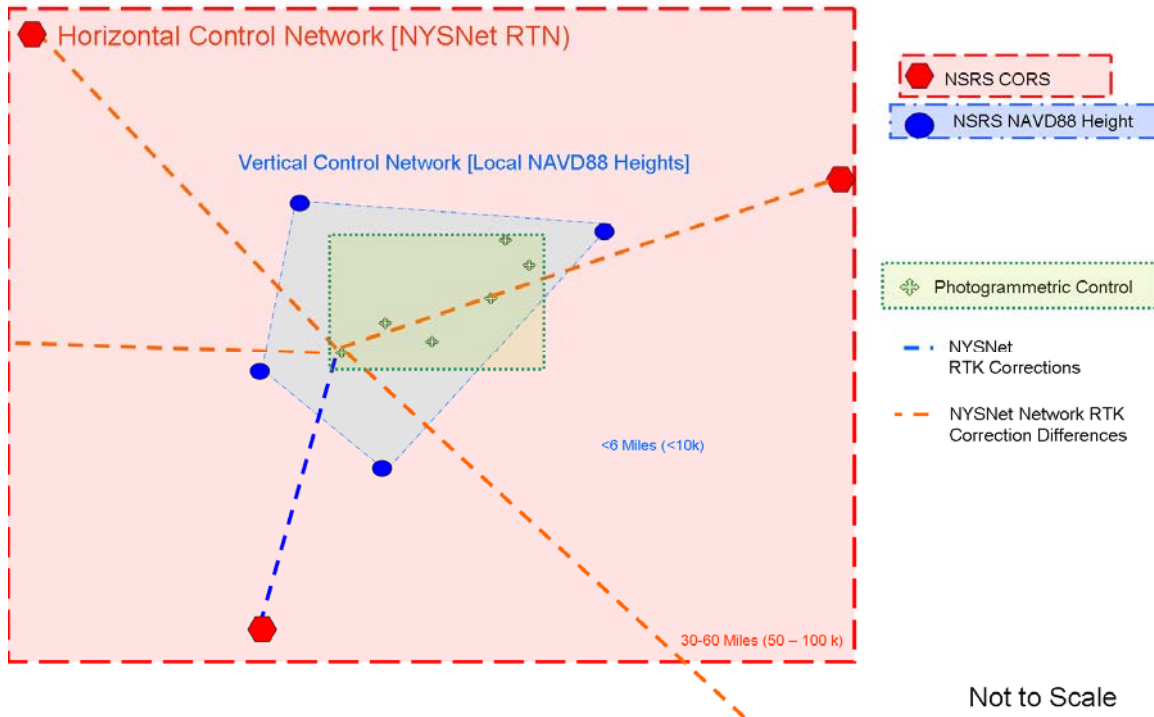 Horizontal Control Network [NYSNet RTN)
Vertical Control Network [Local NAVD88 Heights]
<6 Miles (<10k)
30-60 Miles (50 – 100 k)
NSRS CORS
NSRS NAVD88 Height
Photogrammetric Control
NYSNet
RTK Corrections
NYSNet Network RTK
Correction Differences
Not to Scale